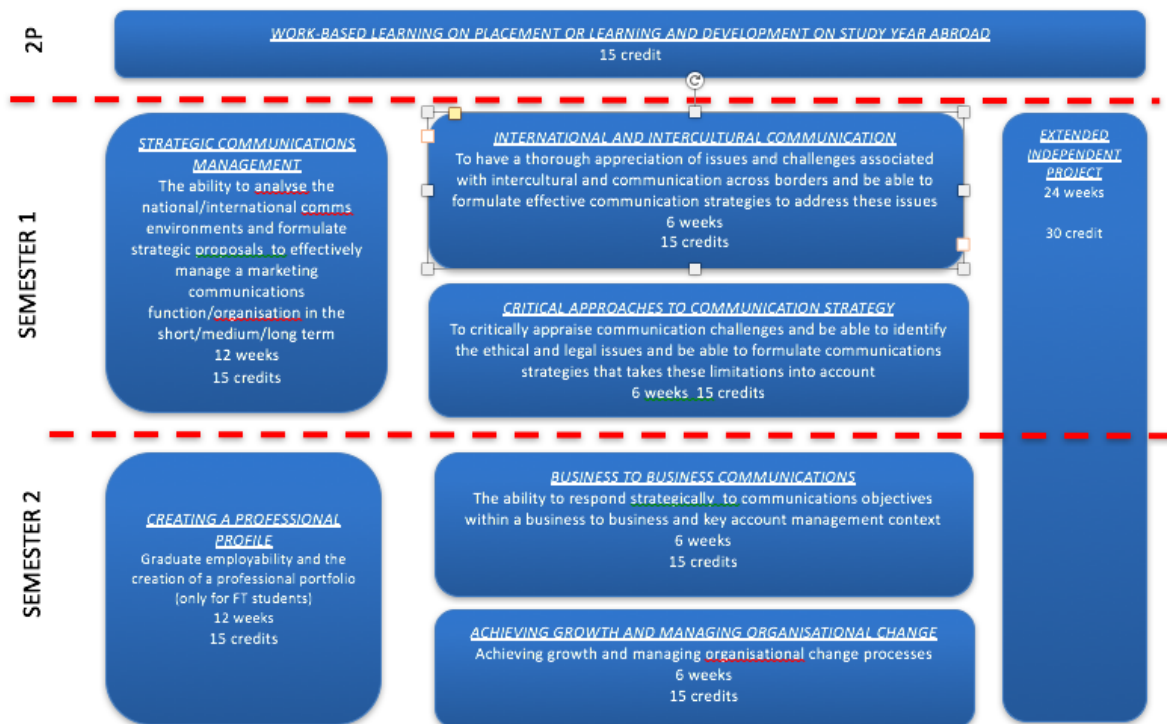 2P
WORK-BASED LEARNING ON PLACEMENT OR LEARNING AND DEVELOPMENT ON STUDY YEAR ABROAD
15 credit
SEMESTER 1
STRATEGIC COMMUNICATIONS
MANAGEMENT
The ability to analyse the
national/international comms
environments and formulate
strategic proposals to effectively
manage a marketing
communications
function/organisation in the
short/medium/long term
12 weeks
15 credits
INTERNATIONAL AND INTERCULTURAL COMMUNICATION
To have a thorough appreciation of issues and challenges associated
with intercultural and communication across borders and be able to
formulate effective communication strategies to address these issues
6 weeks
15 credits
CRITICAL APPROACHES TO COMMUNICATION STRATEGY
To critically appraise communication challenges and be able to identify
the ethical and legal issues and be able to formulate communications
strategies that takes these limitations into account
6 weeks 15 credits
EXTENDED
INDEPENDENT
PROJECT
24 weeks
30 credit
SEMESTER 2
CREATING A PROFESSIONAL
PROFILE
Graduate employability and the
creation of a professional portfolio
(only for FT students)
12 weeks
15 credits
BUSINESS TO BUSINESS COMMUNICATIONS
The ability to respond strategically to communications objectives
within a business to business and key account management context
6 weeks
15 credits
ACHIEVING GROWTH AND MANAGING ORGANISATIONAL CHANGE
Achieving growth and managing organisational change processes
6 weeks
15 credits